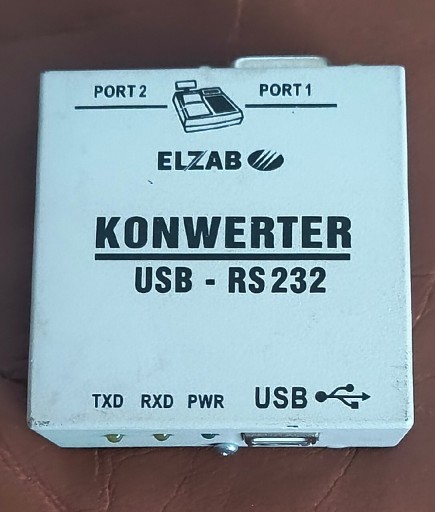 PORT 2 PORT 1
ELZAB
KONWERTER
USB - RS232
TXD RXD PWR USB